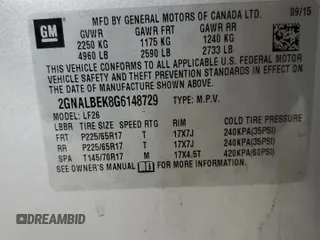 GM
MFD BY GENERAL MOTORS OF CANADA LTD.
09/15
GVWR GAWR FRT GAWR RR
2250 KG 1175 KG 1240 KG
4960 LB 2590 LB 2733 LB
THIS VEHICLE CONFORMS TO ALL APPLICABLE U.S. FEDERAL
MOTOR VEHICLE SAFETY, BUMPER, AND THEFT PREVENTION
STANDARDS IN EFFECT ON THE DATE OF MANUFACTURE SHOWN ABOVE.
2GNALBEK8G6148729 TYPE: M.P.V.
MODEL: LF26
LBBR TIRE SIZE SPEED RTG RIM COLD TIRE PRESSURE
FRT P225/65R17 T 17X7J 240KPA(35PSI)
RR P225/65R17 T 17X7J 240KPA(35PSI)
SPA T145/70R17 M 17X4.5T 420KPA(60PSI)
SEE OWNER'S MANUAL FOR ADDITIONAL INFORMATION.
DREAMBID